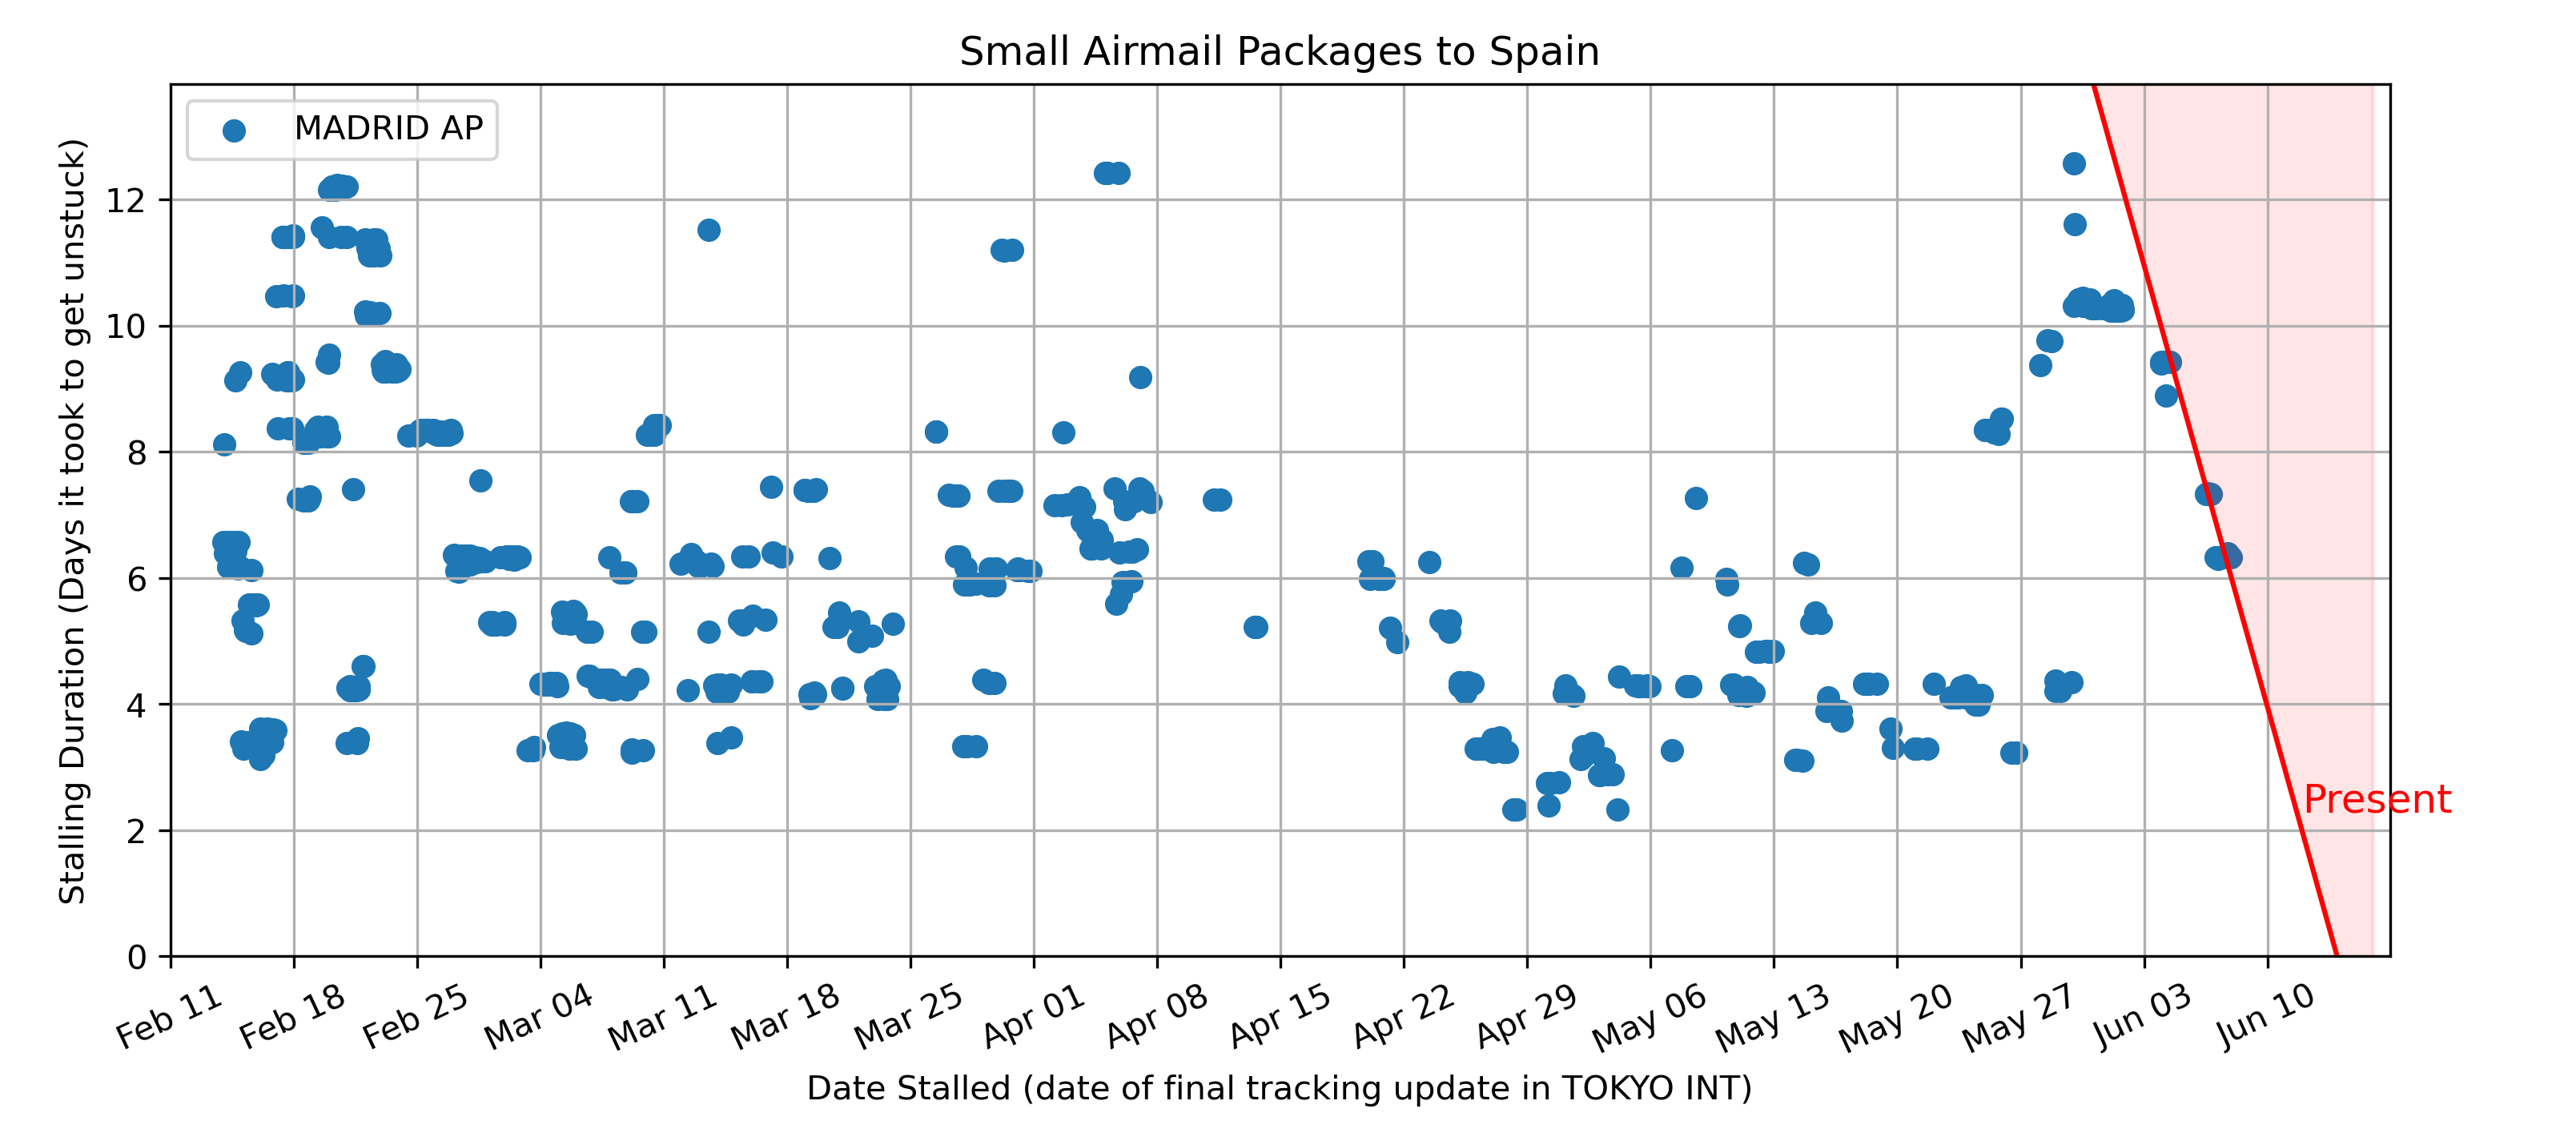 Small Airmail Packages to Spain
MADRID AP
Stalling Duration (Days it took to get unstuck)
12
10
8
6
4
2
0
Present
Feb 11
Feb 18
Feb 25
Mar 04
Mar 11
Mar 18
Mar 25
Apr 01
Apr 08
Apr 15
Apr 22
Apr 29
May 06
May 13
May 20
May 27
Jun 03
Jun 10
Date Stalled (date of final tracking update in TOKYO INT)